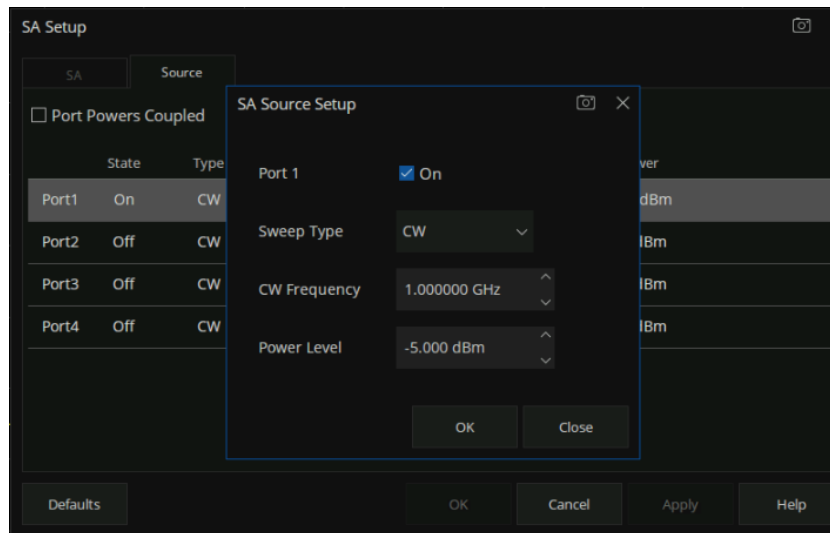 SA Setup
SA Source
Port Powers Coupled
State Type
Port1 On CW dBm
Port2 Off CW
Port3 Off CW
Port4 Off CW
SA Source Setup
Port 1 On
Sweep Type CW
CW Frequency 1.000000 GHz
Power Level -5.000 dBm
OK Close
Defaults OK Cancel Apply Help